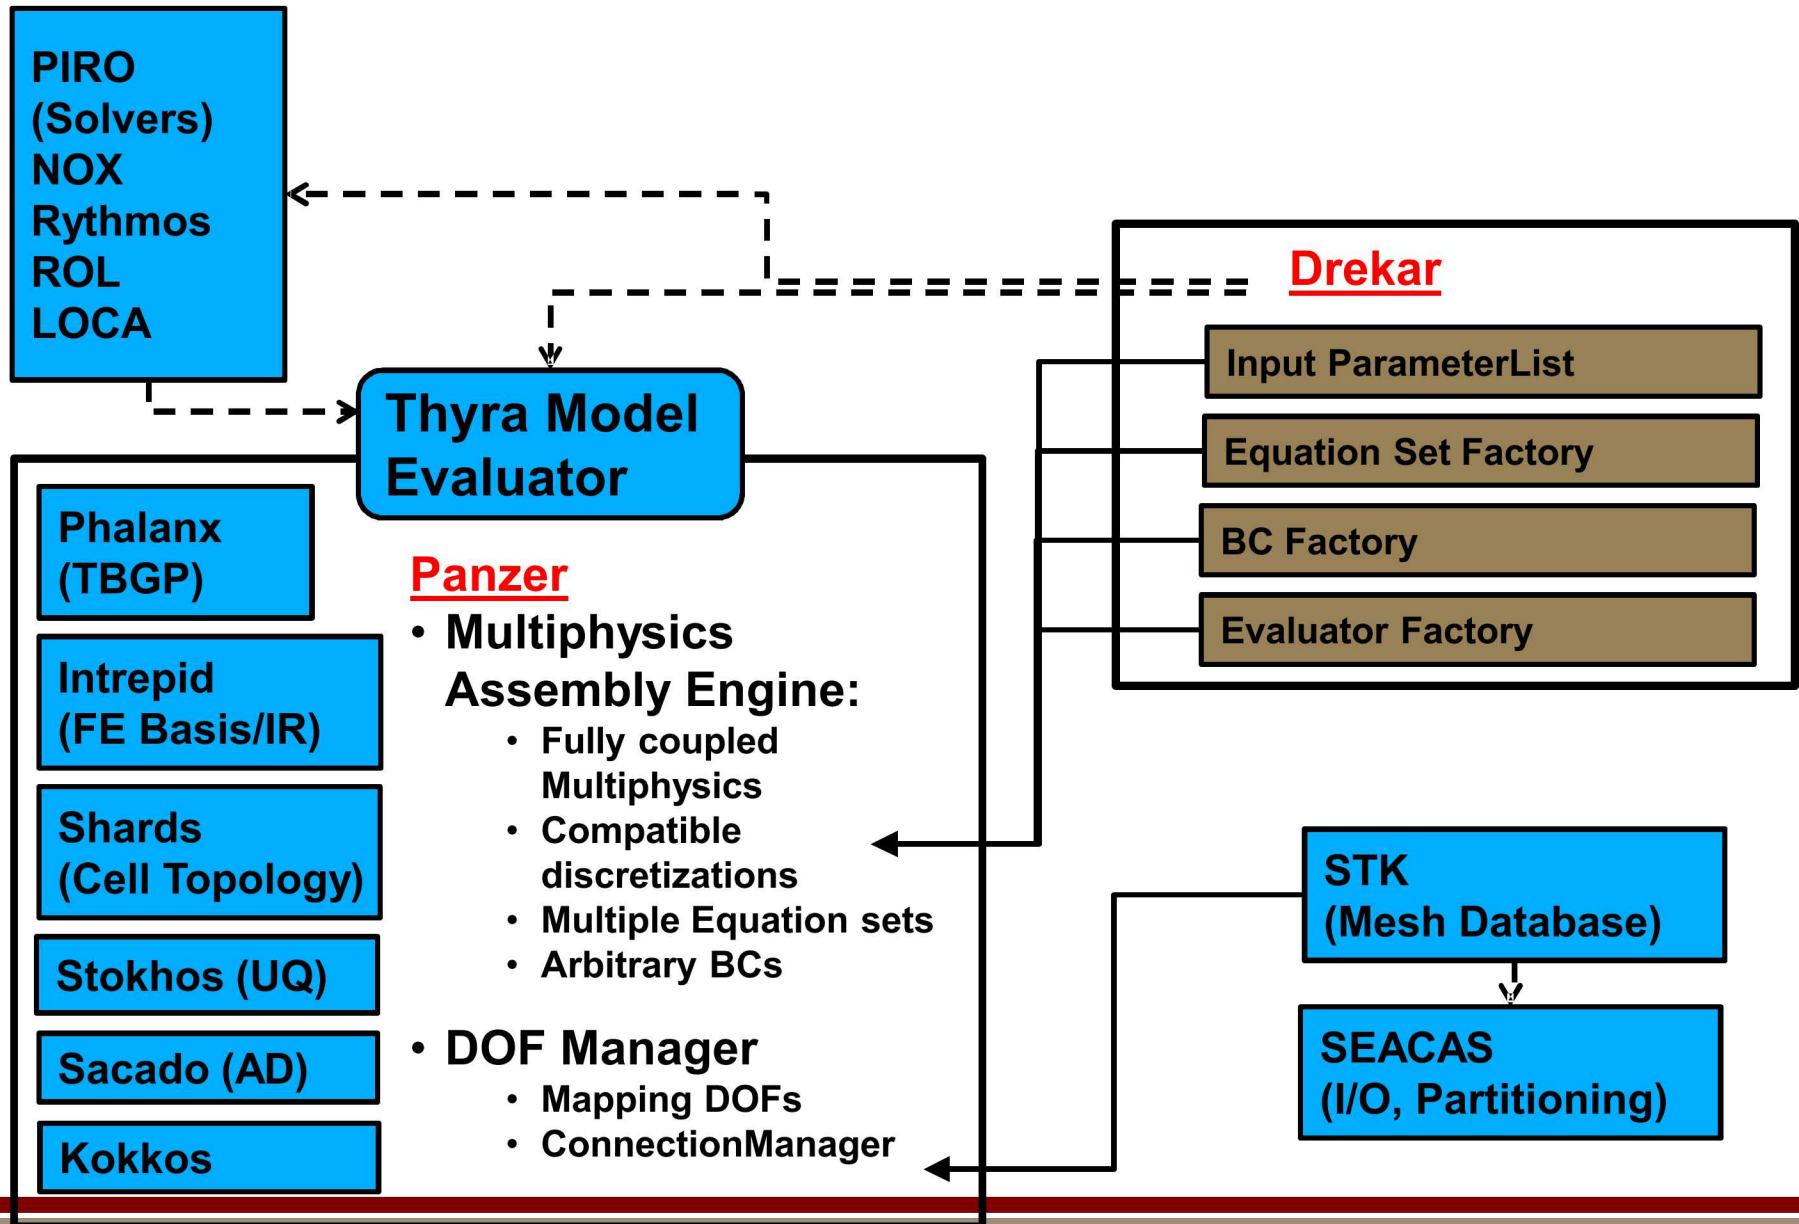 PIRO
(Solvers)
NOX
Rythmos
ROL
LOCA
Thyra Model
Evaluator
Phalanx
(TBGP)
Intrepid
(FE Basis/IR)
Shards
(Cell Topology)
Stokhos (UQ)
Sacado (AD)
Kokkos
Panzer
• Multiphysics
Assembly Engine:
• Fully coupled
Multiphysics
• Compatible
discretizations
• Multiple Equation sets
• Arbitrary BCs
• DOF Manager
• Mapping DOFs
• ConnectionManager
Drekar
Input ParameterList
Equation Set Factory
BC Factory
Evaluator Factory
STK
(Mesh Database)
SEACAS
(I/O, Partitioning)